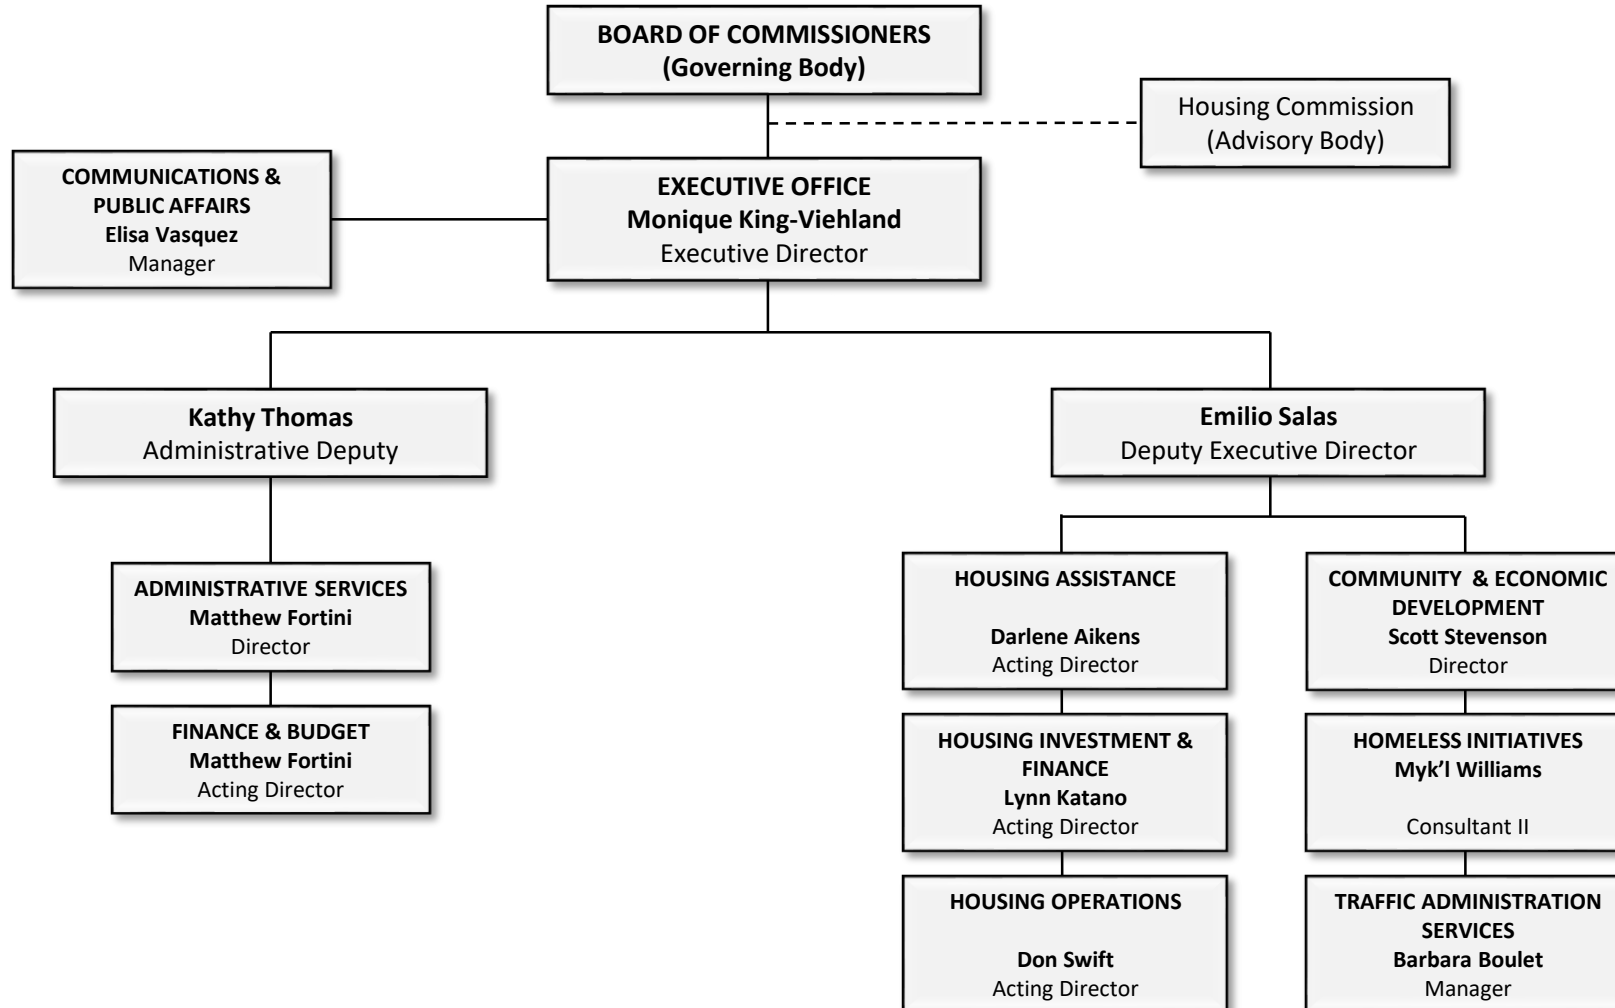 BOARD OF COMMISSIONERS
(Governing Body)
Housing Commission
(Advisory Body)
COMMUNICATIONS &
PUBLIC AFFAIRS
Elisa Vasquez
Manager
EXECUTIVE OFFICE
Monique King-Viehland
Executive Director
Kathy Thomas
Administrative Deputy
Emilio Salas
Deputy Executive Director
ADMINISTRATIVE SERVICES
Matthew Fortini
Director
FINANCE & BUDGET
Matthew Fortini
Acting Director
HOUSING ASSISTANCE
Darlene Aikens
Acting Director
HOUSING INVESTMENT &
FINANCE
Lynn Katano
Acting Director
HOUSING OPERATIONS
Don Swift
Acting Director
COMMUNITY & ECONOMIC
DEVELOPMENT
Scott Stevenson
Director
HOMELESS INITIATIVES
Myk’l Williams
Consultant II
TRAFFIC ADMINISTRATION
SERVICES
Barbara Boulet
Manager